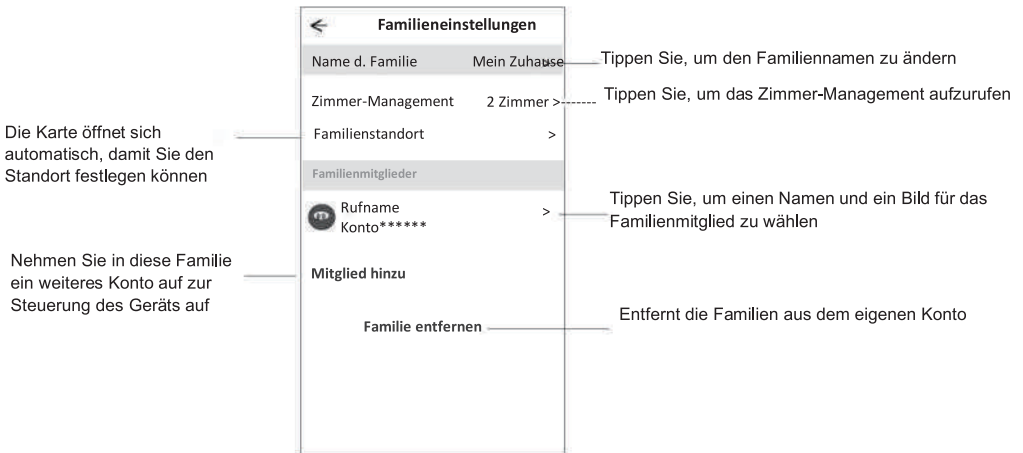 Familieneinstellungen
Name d. Familie Mein Zuhause >
Tippen Sie, um den Familiennamen zu ändern
Zimmer-Management 2 Zimmer >
Tippen Sie, um das Zimmer-Management aufzurufen
Die Karte öffnet sich
automatisch, damit Sie den
Standort festlegen können
Familienstandort >
Familienmitglieder
Rufname
Konto******
>
Tippen Sie, um einen Namen und ein Bild für das
Familienmitglied zu wählen
Nehmen Sie in diese Familie
ein weiteres Konto auf zur
Steuerung des Geräts auf
Mitglied hinzu
Familie entfernen
Entfernt die Familien aus dem eigenen Konto